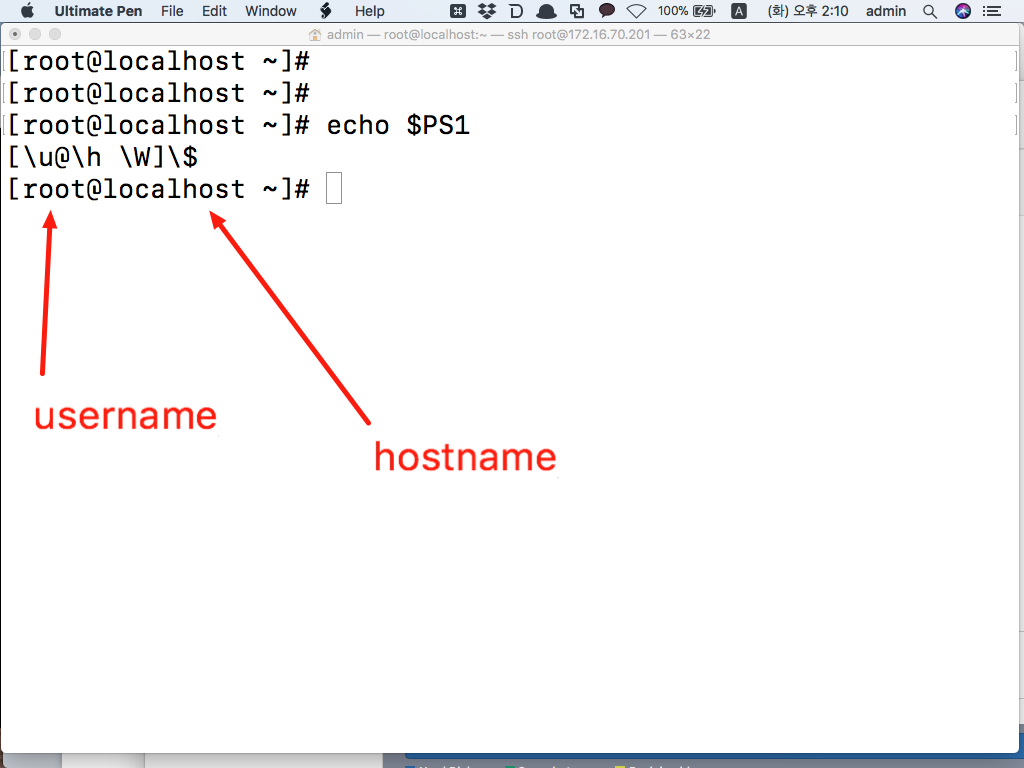 Ultimate Pen File Edit Window Help 100% A (화) 오후 2:10 admin
admin — root@localhost:~ — ssh root@172.16.70.201 — 63×22
[root@localhost ~]#
[root@localhost ~]#
[root@localhost ~]# echo $PS1
[\u@\h \W]\$
[root@localhost ~]#
username
hostname